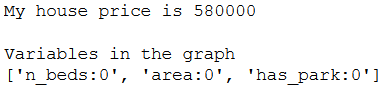 My house price is 580000
Variables in the graph
['n_beds:0', 'area:0', 'has_park:0']